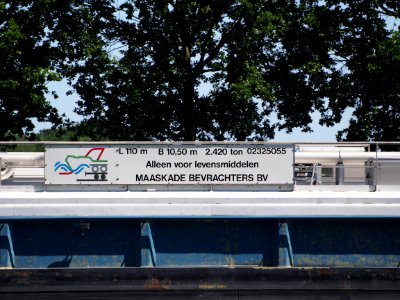 L 110 m B 10,50 m 2.420 ton 02325055
Alleen voor levensmiddelen
MAASKADE BEVRACHTERS BV